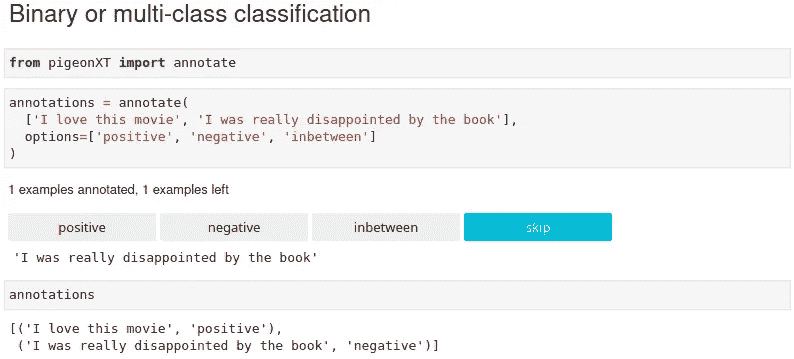 Binary or multi-class classification
from pigeonXT import annotate
annotations = annotate(
  ['I love this movie', 'I was really disappointed by the book'],
  options=['positive', 'negative', 'inbetween']
)
1 examples annotated, 1 examples left
positive negative inbetween skip
'I was really disappointed by the book'
annotations
[('I love this movie', 'positive'),
 ('I was really disappointed by the book', 'negative')]